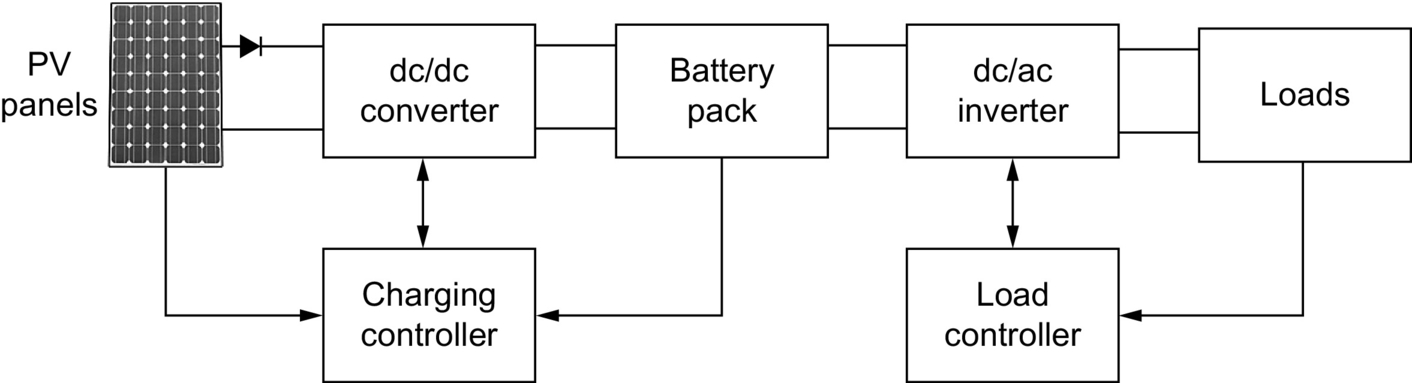 PV
panels
dc/dc
converter
Battery
pack
dc/ac
inverter
Loads
Charging
controller
Load
controller